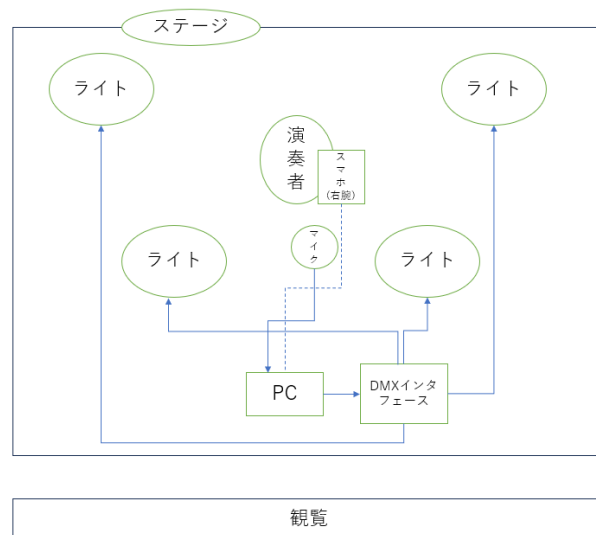 ステージ
ライト
ライト
演奏者
スマホ
(右腕)
マイク
ライト
ライト
PC
DMXインタ
フェース
観覧